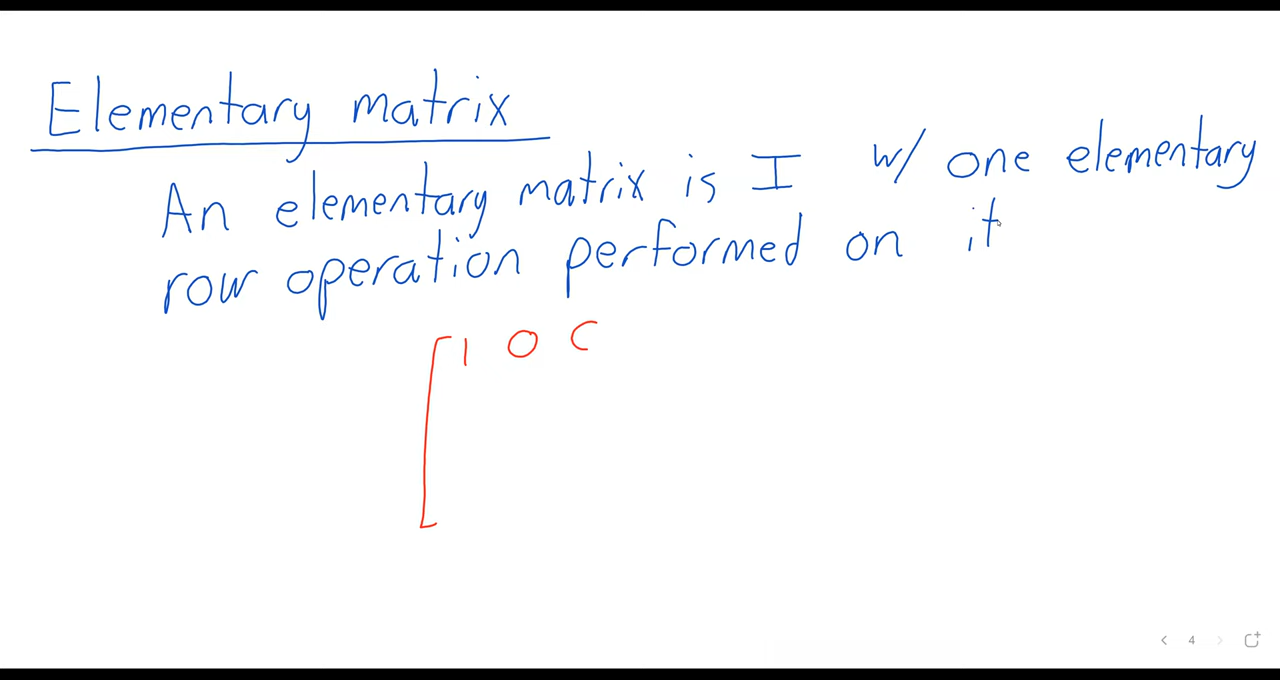 Elementary matrix
An elementary matrix is I w/ one elementary
row operation performed on it
1 0
4